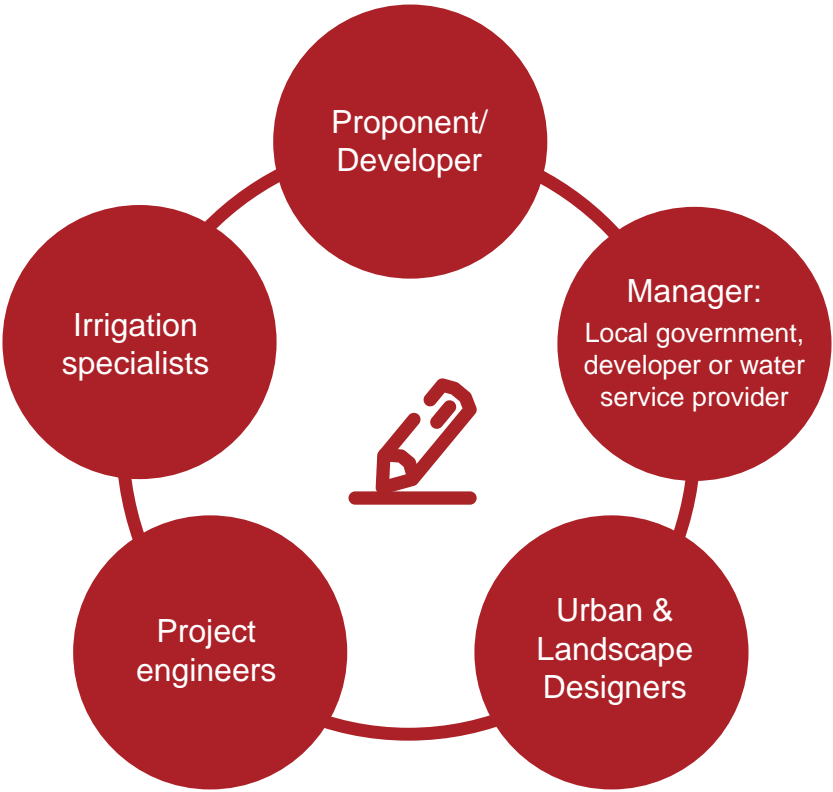 Proponent/
Developer
Manager:
Local government,
developer or water
service provider
Urban &
Landscape
Designers
Project
engineers
Irrigation
specialists